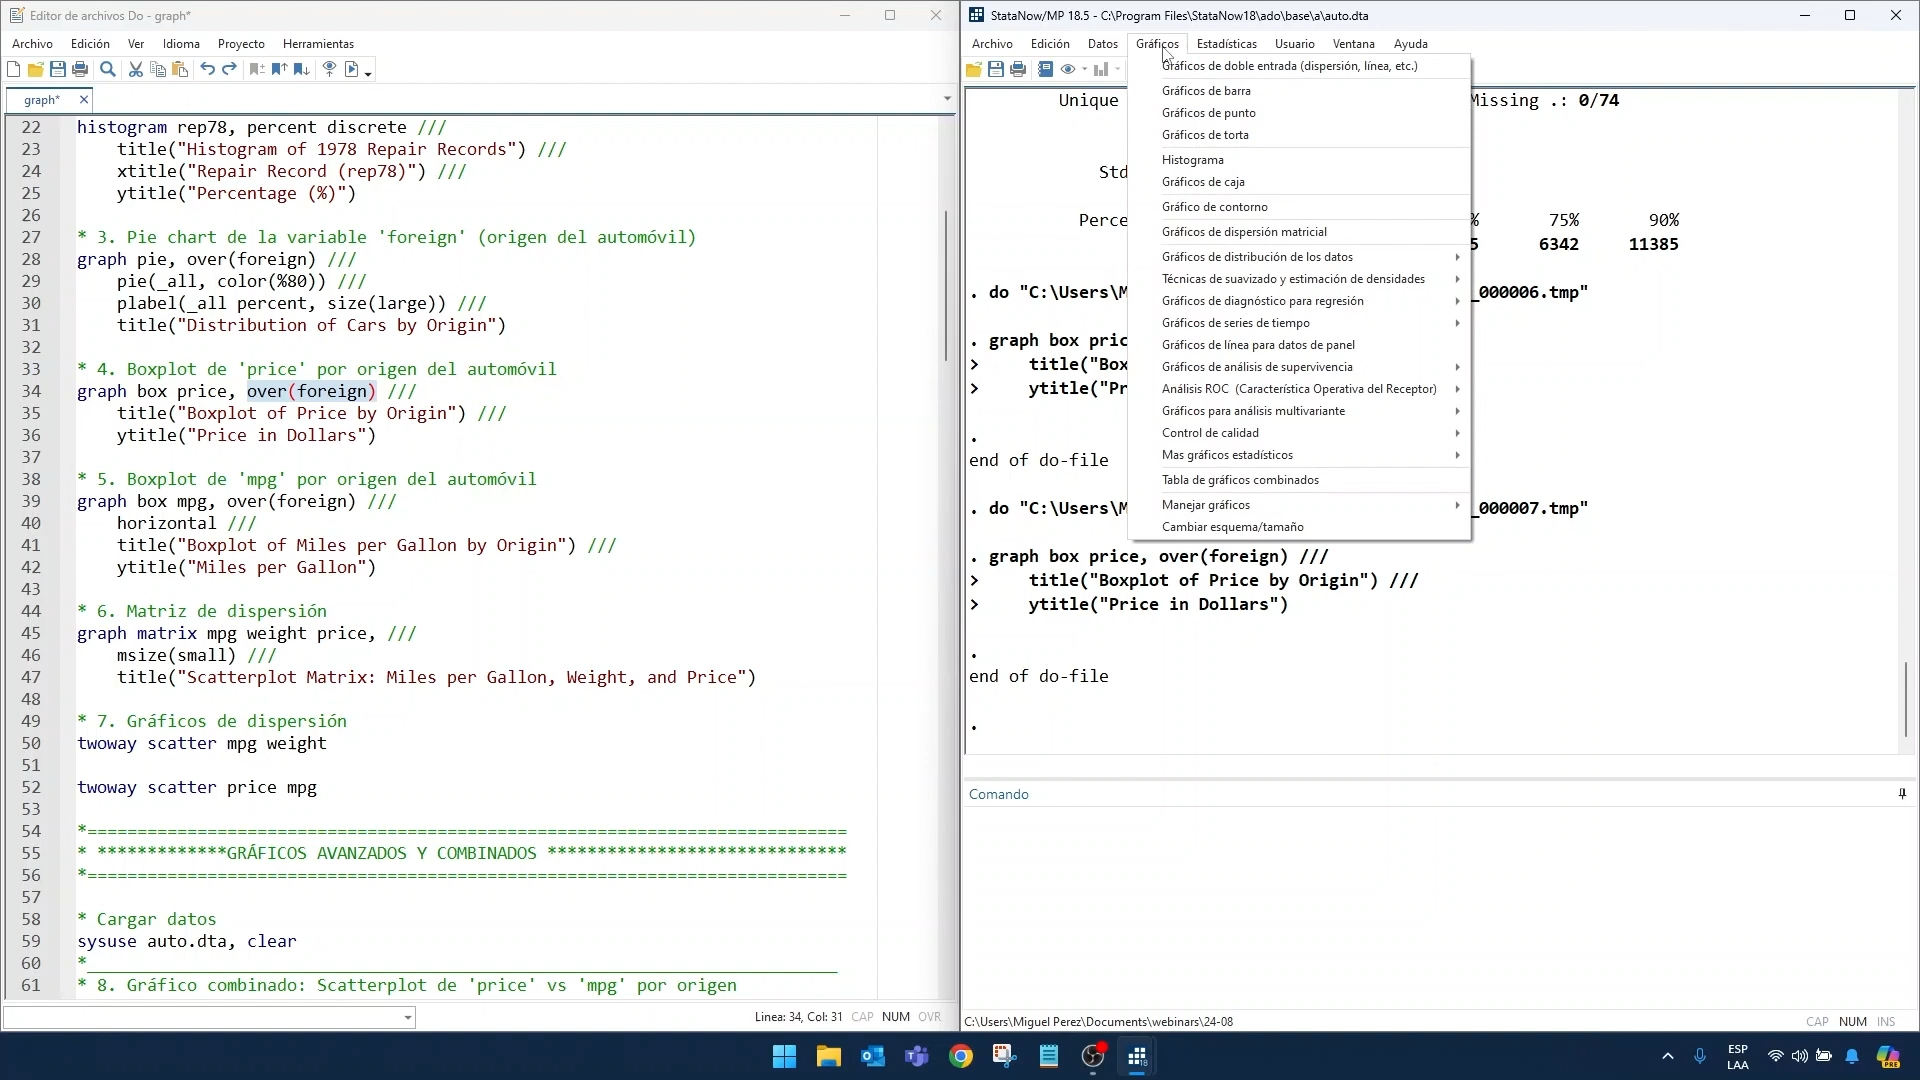 Editor de archivos Do - graph*
Archivo Edición Ver Idioma Proyecto Herramientas
graph*
22 histogram rep78, percent discrete ///
23 title("Histogram of 1978 Repair Records") ///
24 xtitle("Repair Record (rep78)") ///
25 ytitle("Percentage (%)")
26
27 * 3. Pie chart de la variable 'foreign' (origen del automóvil)
28 graph pie, over(foreign) ///
29 pie(_all, color(%80)) ///
30 plabel(_all percent, size(large)) ///
31 title("Distribution of Cars by Origin")
32
33 * 4. Boxplot de 'price' por origen del automóvil
34 graph box price, over(foreign) ///
35 title("Boxplot of Price by Origin") ///
36 ytitle("Price in Dollars")
37
38 * 5. Boxplot de 'mpg' por origen del automóvil
39 graph box mpg, over(foreign) ///
40 horizontal ///
41 title("Boxplot of Miles per Gallon by Origin") ///
42 ytitle("Miles per Gallon")
43
44 * 6. Matriz de dispersión
45 graph matrix mpg weight price, ///
46 msize(small) ///
47 title("Scatterplot Matrix: Miles per Gallon, Weight, and Price")
48
49 * 7. Gráficos de dispersión
50 twoway scatter mpg weight
51
52 twoway scatter price mpg
53
54 *============================================================================
55 * *************GRÁFICOS AVANZADOS Y COMBINADOS ******************************
56 *============================================================================
57
58 * Cargar datos
59 sysuse auto.dta, clear
60 *___________________________________________________________________________
61 * 8. Gráfico combinado: Scatterplot de 'price' vs 'mpg' por origen
Linea: 34, Col: 31 CAP NUM OVR
StataNow/MP 18.5 - C:\Program Files\StataNow18\ado\base\a\auto.dta
Archivo Edición Datos Gráficos Estadísticas Usuario Ventana Ayuda
Gráficos de doble entrada (dispersión, línea, etc.)
Gráficos de barra
Gráficos de punto
Gráficos de torta
Histograma
Gráficos de caja
Gráfico de contorno
Gráficos de dispersión matricial
Gráficos de distribución de los datos
Técnicas de suavizado y estimación de densidades
Gráficos de diagnóstico para regresión
Gráficos de series de tiempo
Gráficos de línea para datos de panel
Gráficos de análisis de supervivencia
Análisis ROC (Característica Operativa del Receptor)
Gráficos para análisis multivariante
Control de calidad
Mas gráficos estadísticos
Tabla de gráficos combinados
Manejar gráficos
Cambiar esquema/tamaño
Unique Missing .: 0/74
Std
Perce % 75% 90%
5 6342 11385
. do "C:\Users\M _000006.tmp"
. graph box pric
> title("Box
> ytitle("Pr
.
end of do-file
. do "C:\Users\M _000007.tmp"
. graph box price, over(foreign) ///
> title("Boxplot of Price by Origin") ///
> ytitle("Price in Dollars")
.
end of do-file
.
Comando
C:\Users\Miguel Perez\Documents\webinars\24-08
CAP NUM INS
ESP
LAA